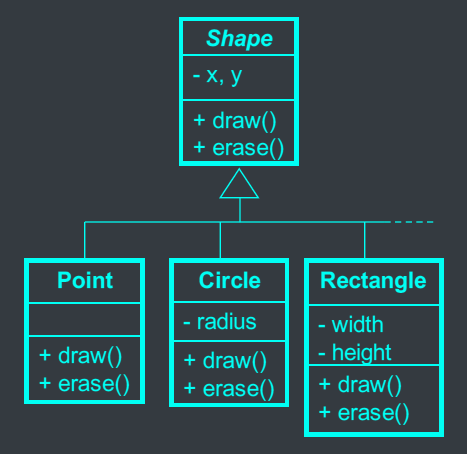 Shape
- x, y
+ draw()
+ erase()
Point
+ draw()
+ erase()
Circle
- radius
+ draw()
+ erase()
Rectangle
- width
- height
+ draw()
+ erase()